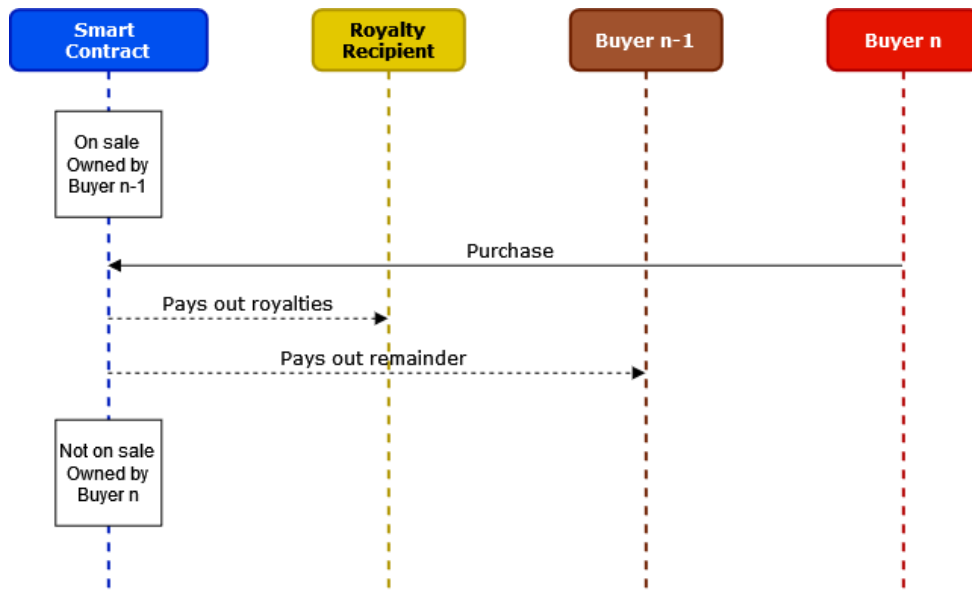 Smart
Contract
Royalty
Recipient
Buyer n-1
Buyer n
On sale
Owned by
Buyer n-1
Purchase
Pays out royalties
Pays out remainder
Not on sale
Owned by
Buyer n